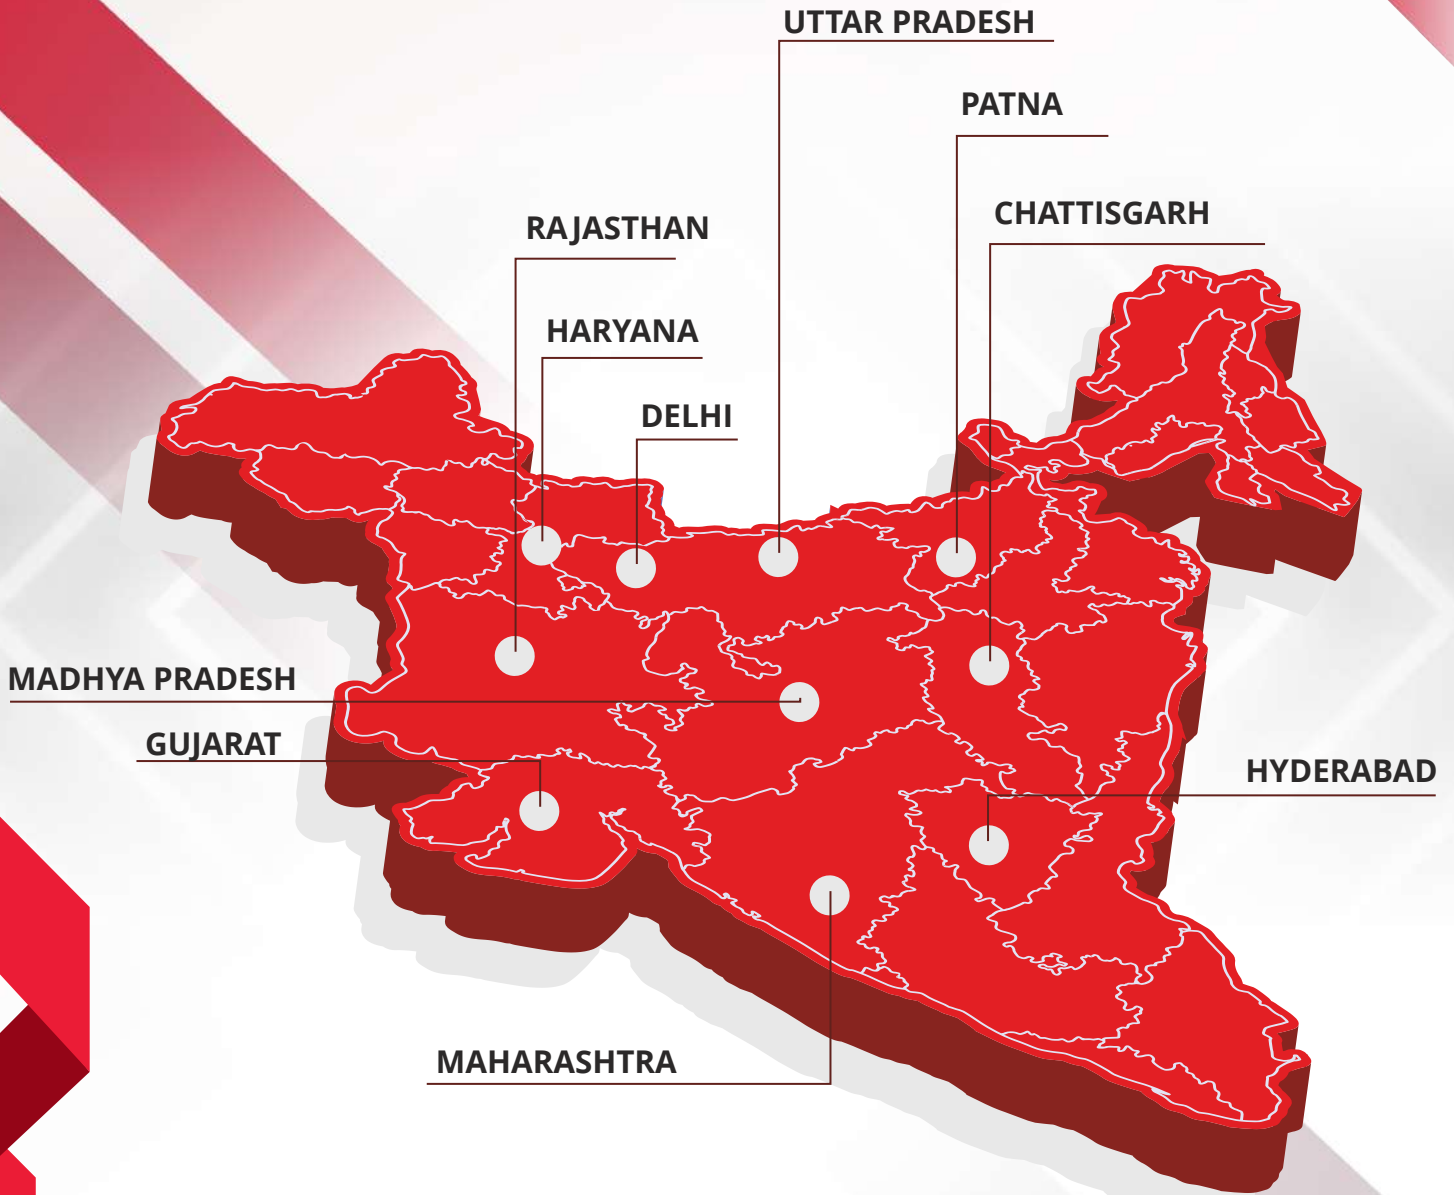 UTTAR PRADESH
PATNA
CHATTISGARH
RAJASTHAN
HARYANA
DELHI
MADHYA PRADESH
GUJARAT
HYDERABAD
MAHARASHTRA